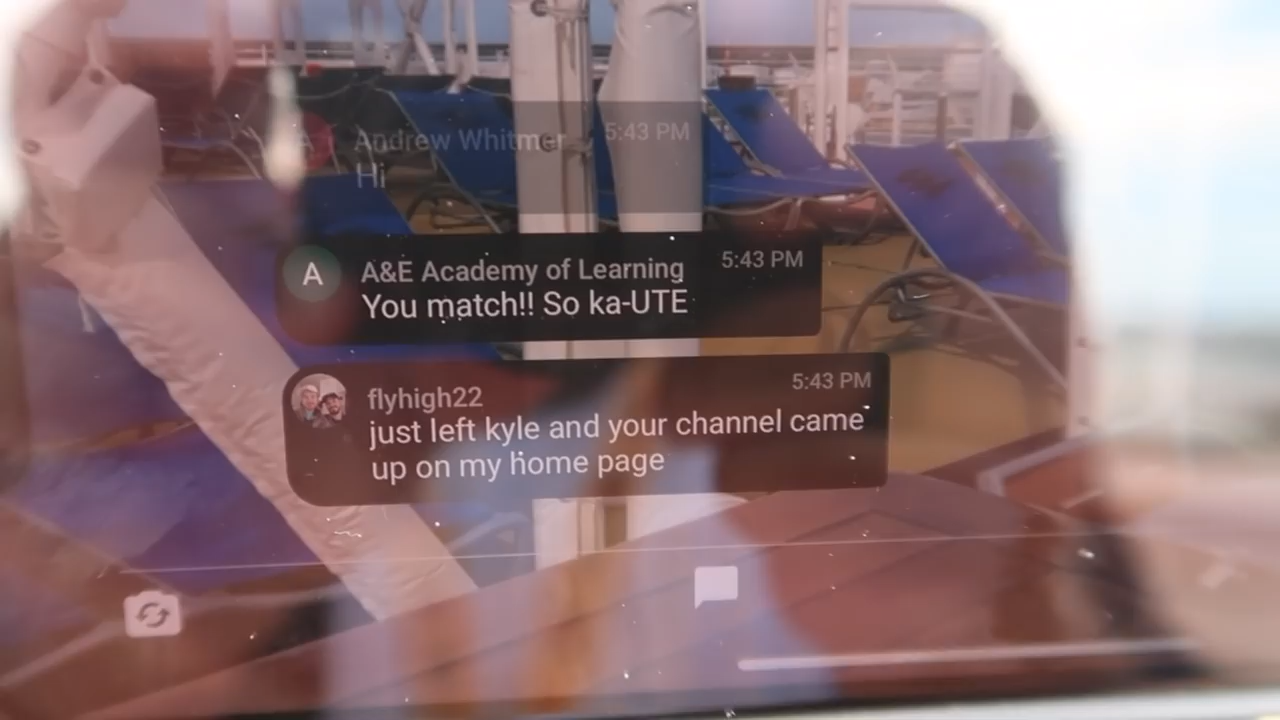 Andrew Whitmer 5:43 PM
Hi
A A&E Academy of Learning 5:43 PM
You match!! So ka-UTE
flyhigh22 5:43 PM
just left kyle and your channel came
up on my home page